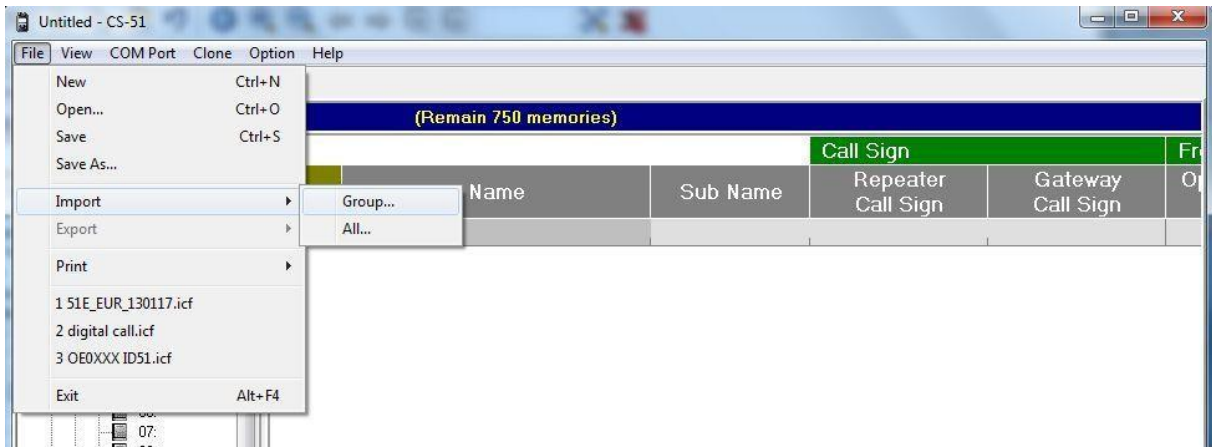 Untitled - CS-51
File View COM Port Clone Option Help
New Ctrl+N
Open... Ctrl+O
Save Ctrl+S
Save As...
Import
Export
Print
1 51E_EUR_130117.icf
2 digital call.icf
3 OE0XXX ID51.icf
Exit Alt+F4
Group...
All...
(Remain 750 memories)
Call Sign
Name Sub Name Repeater Gateway
Call Sign Call Sign
07: